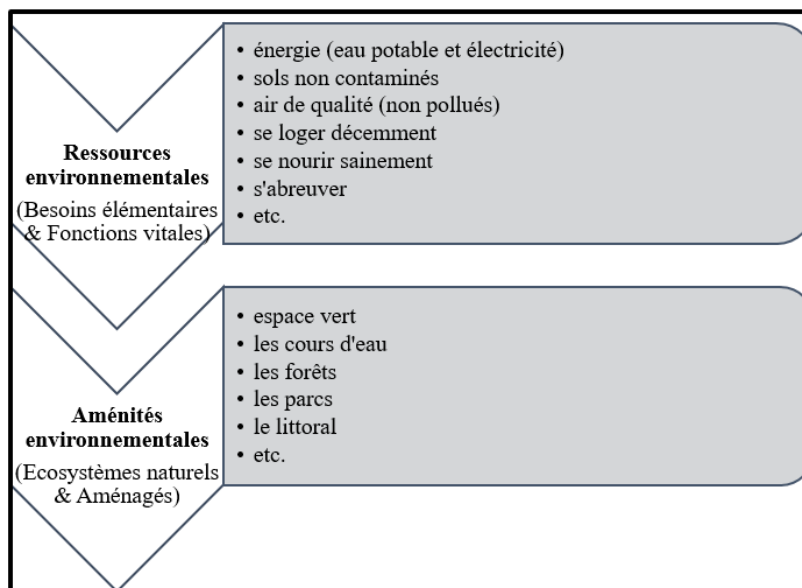 Ressources
environnementales
(Besoins élémentaires
& Fonctions vitales)
• énergie (eau potable et électricité)
• sols non contaminés
• air de qualité (non pollués)
• se loger décemment
• se nourir sainement
• s'abreuver
• etc.
Aménités
environnementales
(Ecosystèmes naturels
& Aménagés)
• espace vert
• les cours d'eau
• les forêts
• les parcs
• le littoral
• etc.